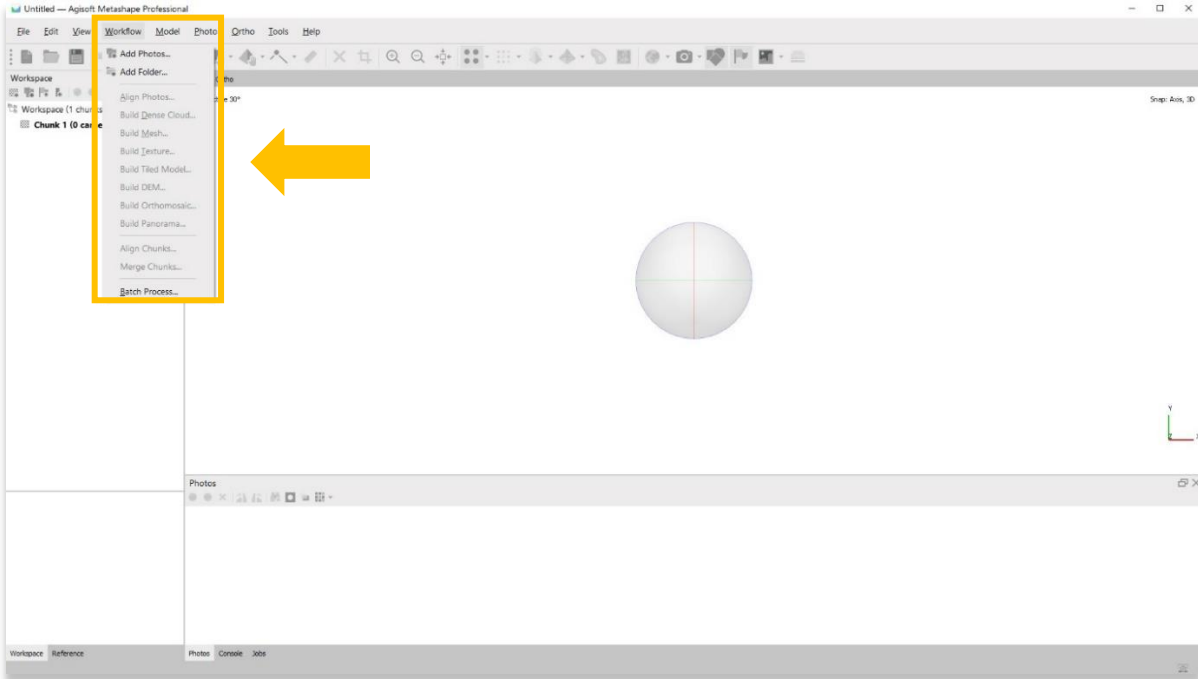 Untitled — Agisoft Metashape Professional
File Edit View Workflow Model Photo Ortho Tools Help
Add Photos...
Workspace
Add Folder...
30°
Snap: Axis, 3D
Workspace (1 chunks
Align Photos...
Chunk 1 (0 came
Build Dense Cloud...
Build Mesh...
Build Texture...
Build Tiled Model...
Build DEM...
Build Orthomosaic...
Build Panorama...
Align Chunks...
Merge Chunks...
Batch Process...
Y
Z
X
Photos
Workspace Reference
Photos Console Jobs